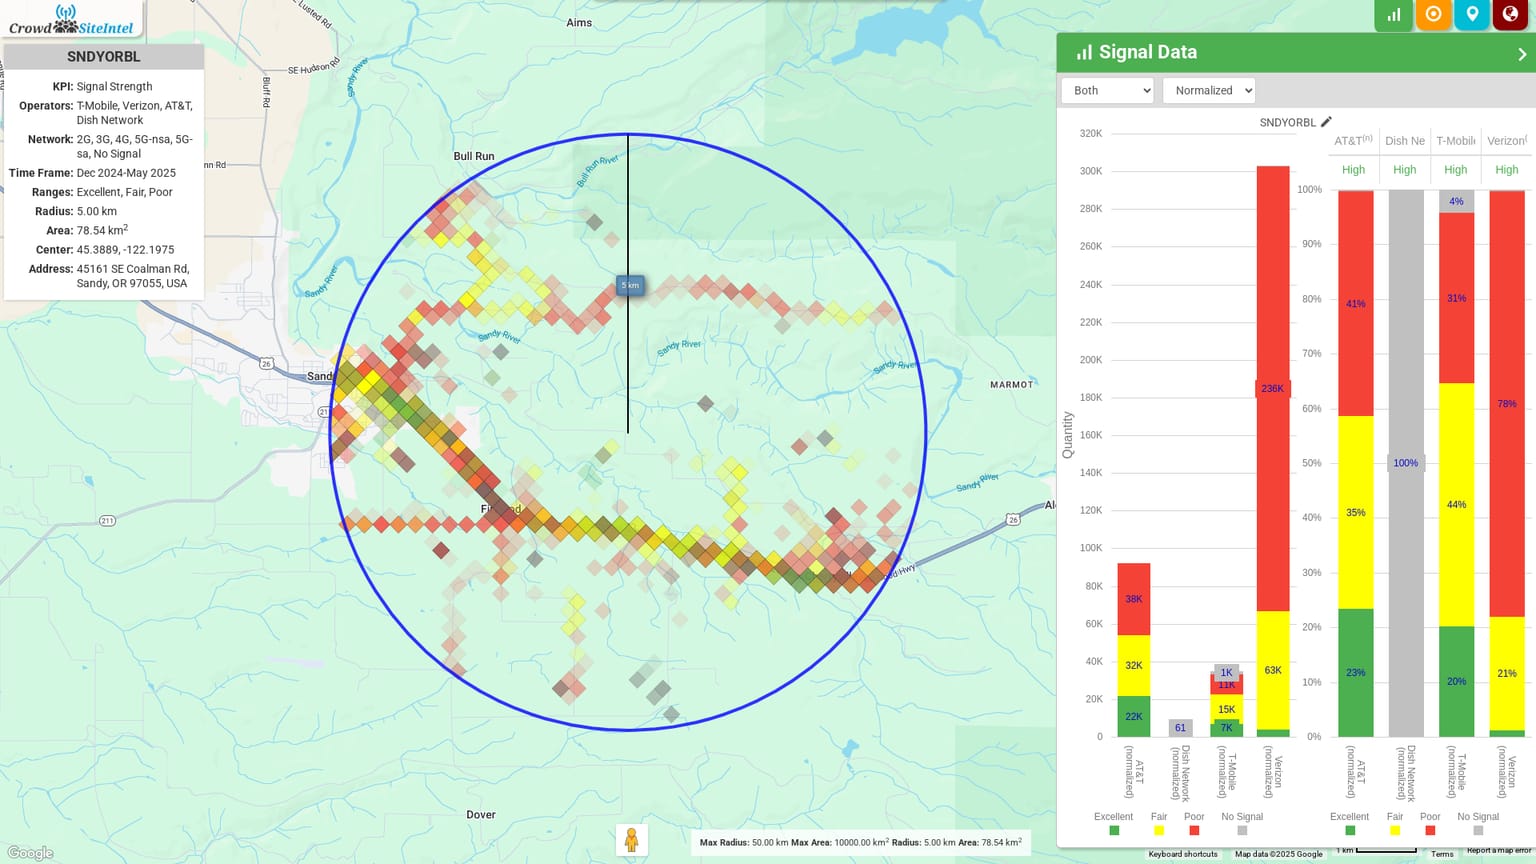 Crowd SiteIntel
SNDYORBL
KPI: Signal Strength
Operators: T-Mobile, Verizon, AT&T,
Dish Network
Network: 2G, 3G, 4G, 5G-nsa, 5G-
sa, No Signal
Time Frame: Dec 2024-May 2025
Ranges: Excellent, Fair, Poor
Radius: 5.00 km
Area: 78.54 km2
Center: 45.3889, -122.1975
Address: 45161 SE Coalman Rd,
Sandy, OR 97055, USA
Lusted Rd
Aims
SE Hudson Rd
Bluff Rd
Sandy River
nn Rd
Bull Run
Bull Run River
Sandy River
5 km
Sandy River
Sandy River
Sandy River
26
Sand
MARMOT
211
Sandy River
211
26
Al
Hwy
Dover
Google
Max Radius: 50.00 km Max Area: 10000.00 km2 Radius: 5.00 km Area: 78.54 km2
Signal Data
Both
Normalized
SNDYORBL
320K
300K
280K
260K
240K
220K
200K
180K
160K
140K
120K
100K
80K
60K
40K
20K
0
Quantity
38K
32K
22K
61
1K
11K
15K
7K
236K
63K
AT&T
(normalized)
Dish Network
(normalized)
T-Mobile
(normalized)
Verizon
(normalized)
Excellent
Fair
Poor
No Signal
AT&T(n)
Dish Ne
T-Mobile
Verizon(
High
High
High
High
100%
90%
80%
70%
60%
50%
40%
30%
20%
10%
0%
41%
35%
23%
100%
4%
31%
44%
20%
78%
21%
AT&T
(normalized)
Dish Network
(normalized)
T-Mobile
(normalized)
Verizon
(normalized)
Excellent
Fair
Poor
No Signal
Keyboard shortcuts
Map data ©2025 Google
1 km
Terms
Report a map error